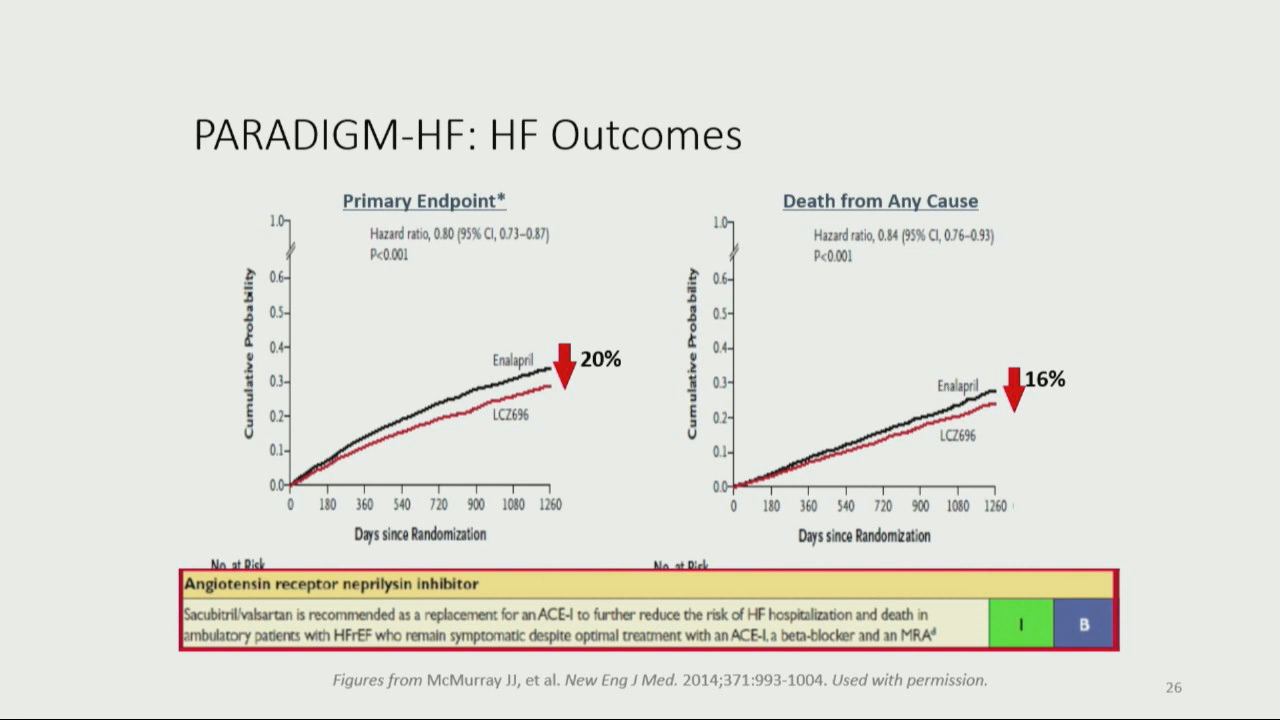 PARADIGM-HF: HF Outcomes
Primary Endpoint*
Hazard ratio, 0.80 (95% CI, 0.73–0.87)
P<0.001
Cumulative Probability
1.0
0.6
0.5
0.4
0.3
0.2
0.1
0.0
Enalapril
LCZ696
20%
0 180 360 540 720 900 1080 1260
Days since Randomization
No. at Risk
Death from Any Cause
Hazard ratio, 0.84 (95% CI, 0.76–0.93)
P<0.001
Cumulative Probability
1.0
0.6
0.5
0.4
0.3
0.2
0.1
0.0
Enalapril
LCZ696
16%
0 180 360 540 720 900 1080 1260
Days since Randomization
No. at Risk
Angiotensin receptor neprilysin inhibitor
Sacubitril/valsartan is recommended as a replacement for an ACE-I to further reduce the risk of HF hospitalization and death in
ambulatory patients with HFrEF who remain symptomatic despite optimal treatment with an ACE-I, a beta-blocker and an MRAᵈ
I B
Figures from McMurray JJ, et al. New Eng J Med. 2014;371:993-1004. Used with permission.
26